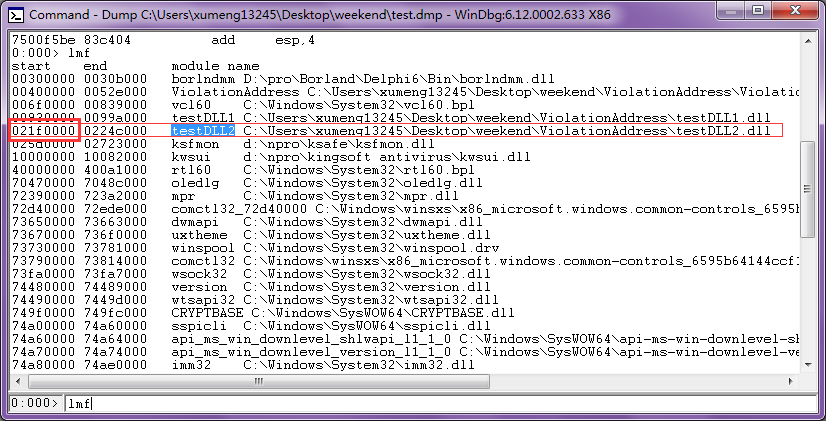 Command - Dump C:\Users\xumeng13245\Desktop\weekend\test.dmp - WinDbg:6.12.0002.633 X86
7500f5be 83c404 add esp,4
0:000> lmf
start end module name
00300000 0030b000 borlndmm D:\pro\Borland\Delphi6\Bin\borlndmm.dll
00400000 0052e000 ViolationAddress C:\Users\xumeng13245\Desktop\weekend\ViolationAddress\Violation
006f0000 00839000 vcl60 C:\Windows\System32\vcl60.bpl
0099a000 testDLL1 C:\Users\xumeng13245\Desktop\weekend\ViolationAddress\testDLL1.dll
021f0000 0224c000 testDLL2 C:\Users\xumeng13245\Desktop\weekend\ViolationAddress\testDLL2.dll
02723000 ksfmon d:\npro\ksafe\ksfmon.dll
10000000 10082000 kwsui d:\npro\kingsoft antivirus\kwsui.dll
40000000 400a1000 rtl60 C:\Windows\System32\rtl60.bpl
70470000 7048c000 oledlg C:\Windows\System32\oledlg.dll
72390000 723a2000 mpr C:\Windows\System32\mpr.dll
72d40000 72ede000 comctl32_72d40000 C:\Windows\winsxs\x86_microsoft.windows.common-controls_6595b
73650000 73663000 dwmapi C:\Windows\System32\dwmapi.dll
736b0000 736f0000 uxtheme C:\Windows\System32\uxtheme.dll
73730000 73781000 winspool C:\Windows\System32\winspool.drv
73790000 73814000 comctl32 C:\Windows\winsxs\x86_microsoft.windows.common-controls_6595b64144ccf1
73fa0000 73fa7000 wsock32 C:\Windows\System32\wsock32.dll
74480000 74489000 version C:\Windows\System32\version.dll
74490000 7449d000 wtsapi32 C:\Windows\System32\wtsapi32.dll
749f0000 749fc000 CRYPTBASE C:\Windows\SysWOW64\CRYPTBASE.dll
74a00000 74a60000 sspicli C:\Windows\SysWOW64\sspicli.dll
74a60000 74a64000 api_ms_win_downlevel_shlwapi_l1_1_0 C:\Windows\SysWOW64\api-ms-win-downlevel-sh
74a70000 74a74000 api_ms_win_downlevel_version_l1_1_0 C:\Windows\SysWOW64\api-ms-win-downlevel-ve
74a80000 74ae0000 imm32 C:\Windows\System32\imm32.dll
0:000> lmf